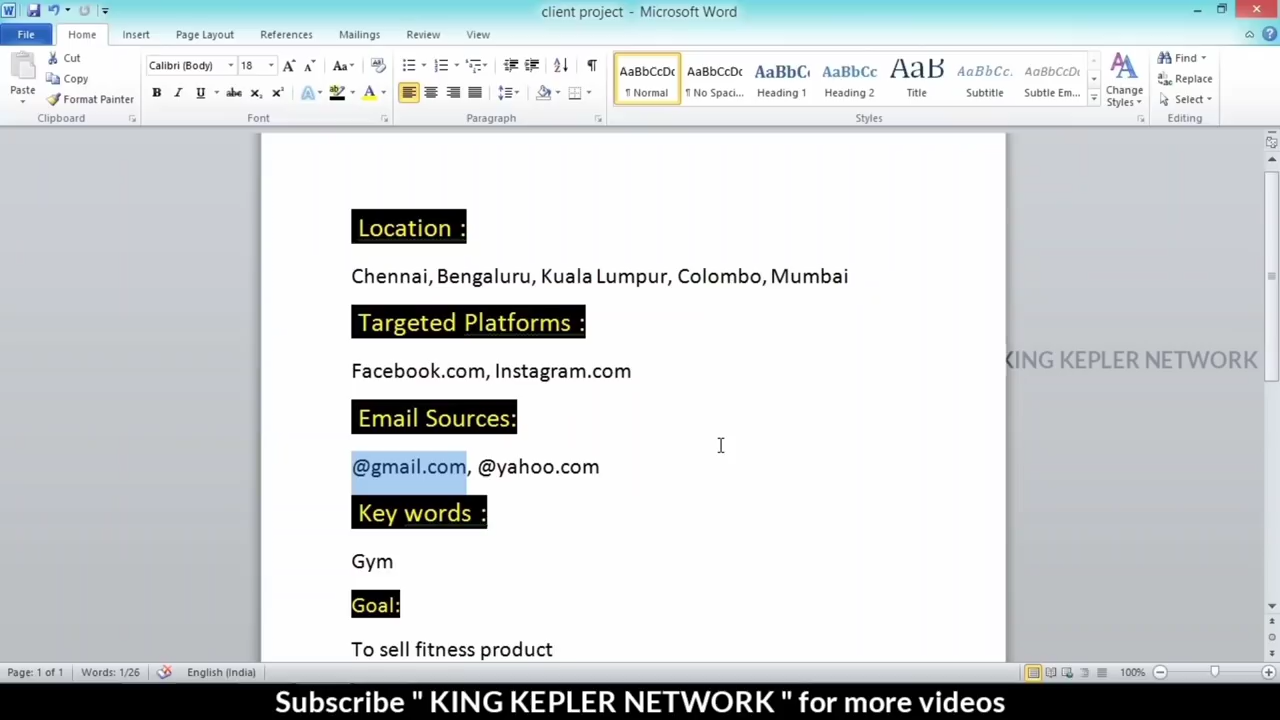 client project - Microsoft Word
File Home Insert Page Layout References Mailings Review View
Cut
Copy
Format Painter
Paste
Calibri (Body) 18
AaBbCcDc AaBbCcDc AaBbCc AaBbCc AaB AaBbCc. AaBbCcDc
¶ Normal ¶ No Spaci... Heading 1 Heading 2 Title Subtitle Subtle Em...
Change
Styles
Find
Replace
Select
Clipboard Font Paragraph Styles Editing
Location :
Chennai, Bengaluru, Kuala Lumpur, Colombo, Mumbai
Targeted Platforms :
KING KEPLER NETWORK
Facebook.com, Instagram.com
Email Sources:
@gmail.com, @yahoo.com
Key words :
Gym
Goal:
To sell fitness product
Page: 1 of 1 Words: 1/26 English (India) 100%
Subscribe " KING KEPLER NETWORK " for more videos